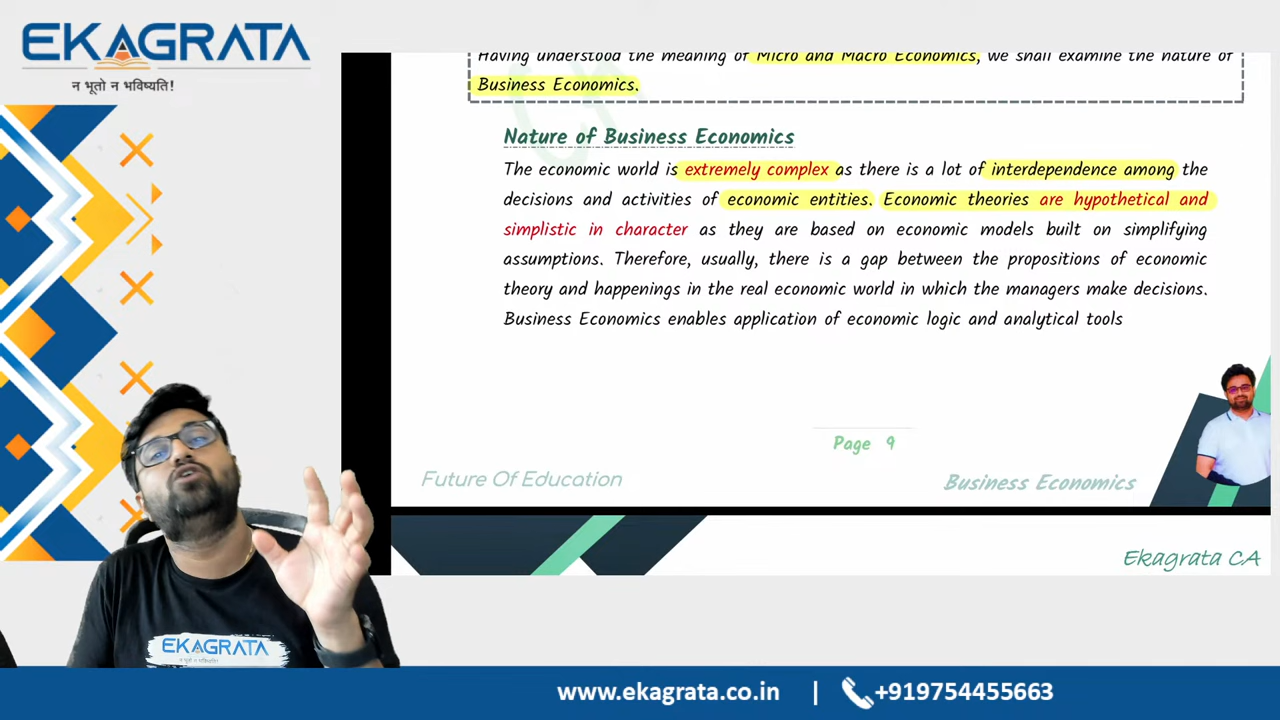 EKAGRATA
न भूतो न भविष्यति!
Having understood the meaning of Micro and Macro Economics, we shall examine the nature of
Business Economics.
Nature of Business Economics
The economic world is extremely complex as there is a lot of interdependence among the
decisions and activities of economic entities. Economic theories are hypothetical and
simplistic in character as they are based on economic models built on simplifying
assumptions. Therefore, usually, there is a gap between the propositions of economic
theory and happenings in the real economic world in which the managers make decisions.
Business Economics enables application of economic logic and analytical tools
Page 9
Future Of Education
Business Economics
Ekagrata CA
EKAGRATA
www.ekagrata.co.in | +919754455663